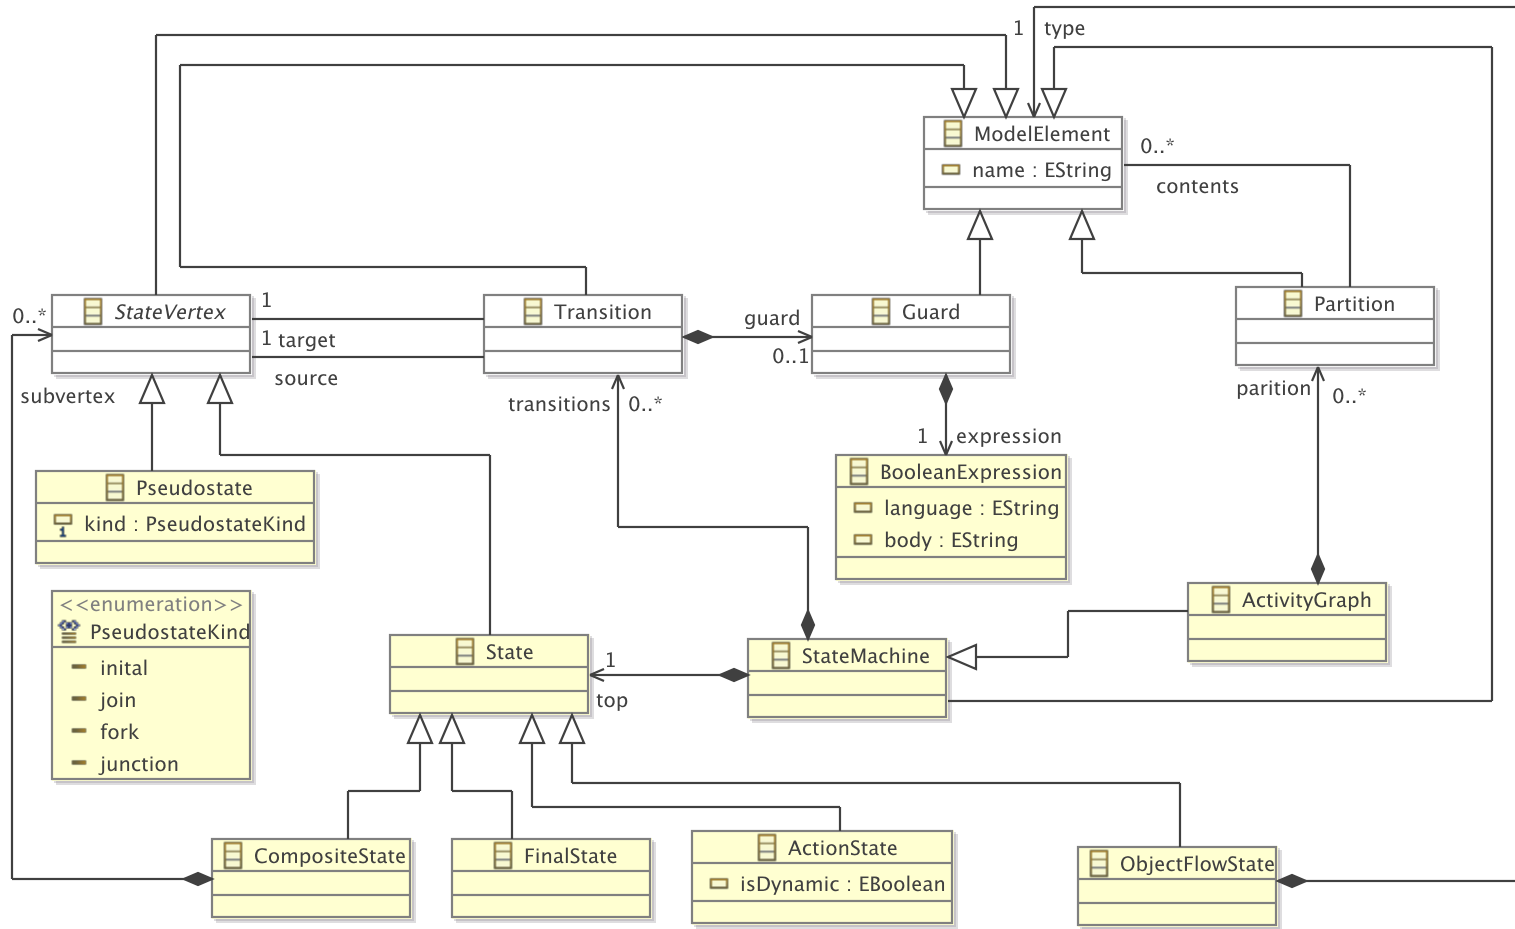 1 type
ModelElement
name : EString
0..*
contents
0..*
StateVertex
1
1 target
source
subvertex
Transition
guard
0..1
transitions 0..*
Guard
1 expression
Partition
parition 0..*
Pseudostate
kind : PseudostateKind
1
BooleanExpression
language : EString
body : EString
<<enumeration>>
PseudostateKind
inital
join
fork
junction
State
1
top
StateMachine
ActivityGraph
CompositeState
FinalState
ActionState
isDynamic : EBoolean
ObjectFlowState